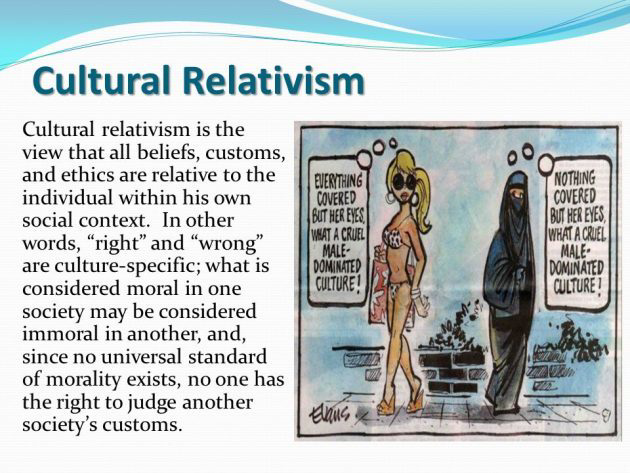 Cultural Relativism
Cultural relativism is the
view that all beliefs, customs,
and ethics are relative to the
individual within his own
social context.  In other
words, “right” and “wrong”
are culture-specific; what is
considered moral in one
society may be considered
immoral in another, and,
since no universal standard
of morality exists, no one has
the right to judge another
society’s customs.
EVERYTHING
COVERED
BUT HER EYES,
WHAT A CRUEL
MALE-
DOMINATED
CULTURE!
NOTHING
COVERED
BUT HER EYES,
WHAT A CRUEL
MALE-
DOMINATED
CULTURE!
Evans